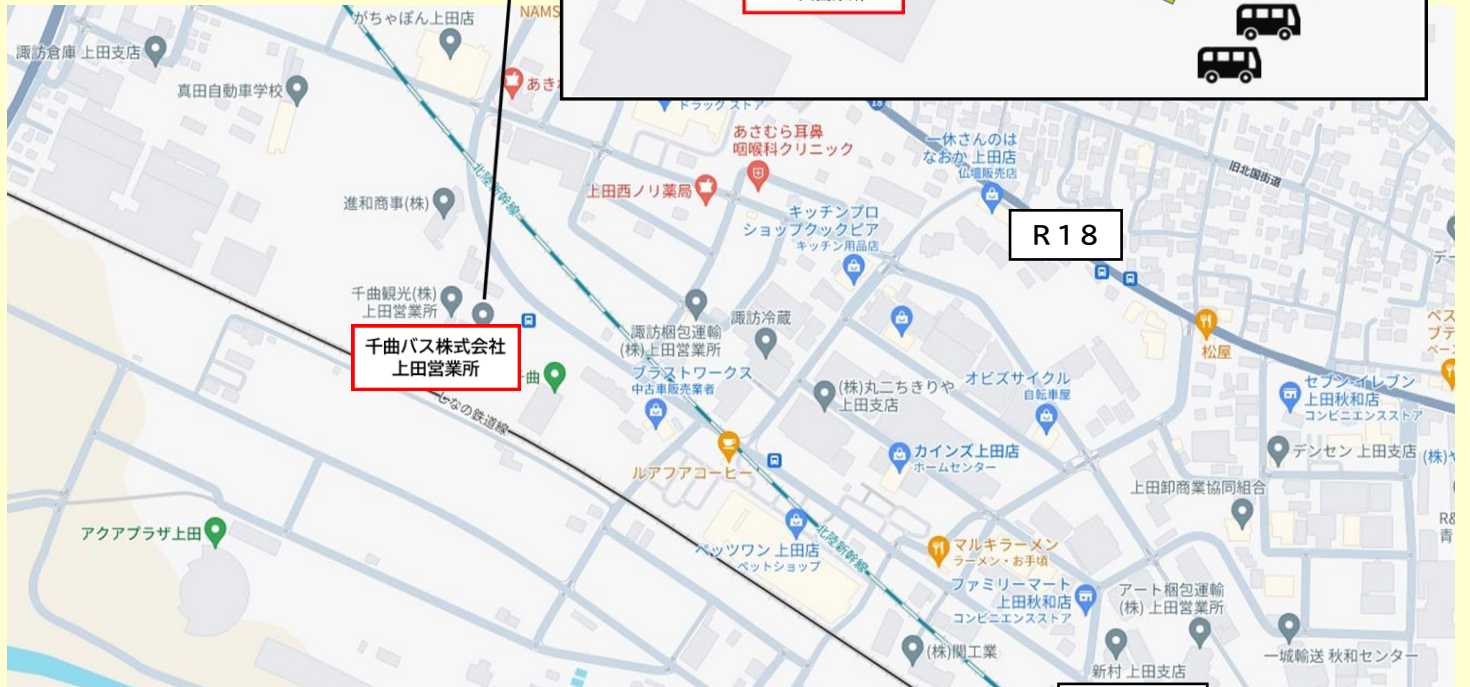 がちゃぽん上田店
NAMS
諏訪倉庫 上田支店
真田自動車学校
あき
ドラッグ ストア
18
あさむら耳鼻
咽喉科クリニック
一休さんのは
なおか 上田店
仏壇販売店
旧北国街道
北陸新幹線
上田西ノリ薬局
進和商事(株)
キッチンプロ
ショップクックピア
キッチン用品店
R18
千曲観光(株)
上田営業所
諏訪梱包運輸
(株)上田営業所
諏訪冷蔵
松屋
千曲バス株式会社
上田営業所
曲
ブラストワークス
中古車販売業者
(株)丸二ちきりや
上田支店
オビズサイクル
自転車屋
セブン-イレブン
上田秋和店
コンビニエンスストア
しなの鉄道線
ルアフアコーヒー
カインズ上田店
ホームセンター
デンセン 上田支店
(株)
上田卸商業協同組合
アクアプラザ上田
ペッツワン 上田店
ペットショップ
北陸新幹線
マルキラーメン
ラーメン・お手頃
ファミリーマート
上田秋和店
コンビニエンスストア
アート梱包運輸
(株) 上田営業所
(株)関工業
新村 上田支店
一城輸送 秋和センター